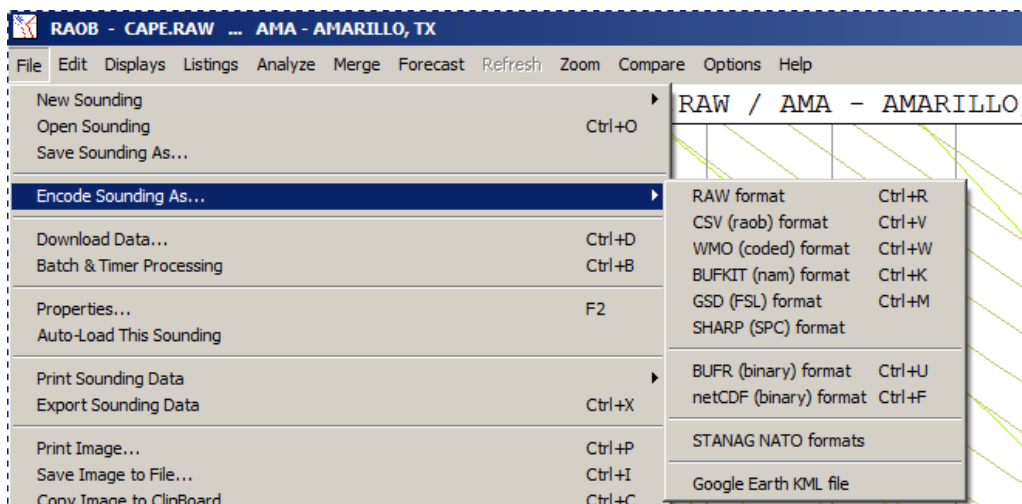 RAOB - CAPE.RAW ... AMA - AMARILLO, TX
File Edit Displays Listings Analyze Merge Forecast Refresh Zoom Compare Options Help
RAW / AMA - AMARILLO,
New Sounding
Open Sounding Ctrl+O
Save Sounding As...
Encode Sounding As...
Download Data... Ctrl+D
Batch & Timer Processing Ctrl+B
Properties... F2
Auto-Load This Sounding
Print Sounding Data
Export Sounding Data Ctrl+X
Print Image... Ctrl+P
Save Image to File... Ctrl+I
Copy Image to ClipBoard Ctrl+C
RAW format Ctrl+R
CSV (raob) format Ctrl+V
WMO (coded) format Ctrl+W
BUFKIT (nam) format Ctrl+K
GSD (FSL) format Ctrl+M
SHARP (SPC) format
BUFR (binary) format Ctrl+U
netCDF (binary) format Ctrl+F
STANAG NATO formats
Google Earth KML file